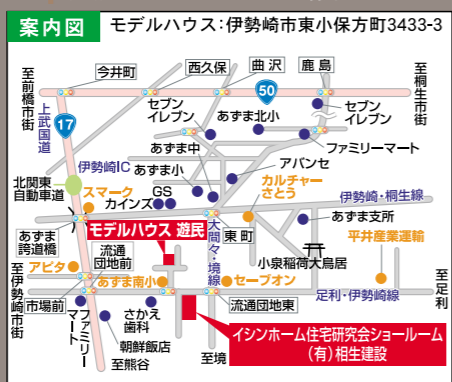 案内図 モデルハウス:伊勢崎市東小保方町3433-3
今井町
西久保
曲沢
鹿島
至前橋市街
至桐生市街
50
上武国道
17
セブンイレブン
あずま北小
セブンイレブン
ファミリーマート
あずま中
アバンセ
伊勢崎IC
あずま小
北関東自動車道
スマーク
GS
カインズ
カルチャーさとう
伊勢崎・桐生線
あずま跨道橋
モデルハウス 遊民
大間々・境線
東町
あずま支所
小泉稲荷大鳥居
平井産業運輸
流通団地前
アピタ
あずま南小
セーブオン
至伊勢崎市街
市場前
足利・伊勢崎線
至足利
流通団地東
ファミリーマート
さかえ歯科
朝鮮飯店
至熊谷
至境
イシンホーム住宅研究会ショールーム
(有)相生建設